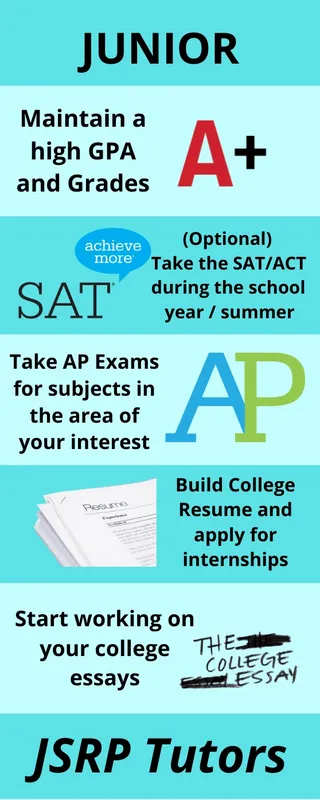 JUNIOR
Maintain a
high GPA
and Grades
A+
achieve
more®
SAT®
(Optional)
Take the SAT/ACT
during the school
year / summer
Take AP Exams
for subjects in
the area of
your interest
AP
Resume
Experience
Build College
Resume and
apply for
internships
Start working on
your college
essays
THE
COLLEGE
ESSAY
JSRP Tutors